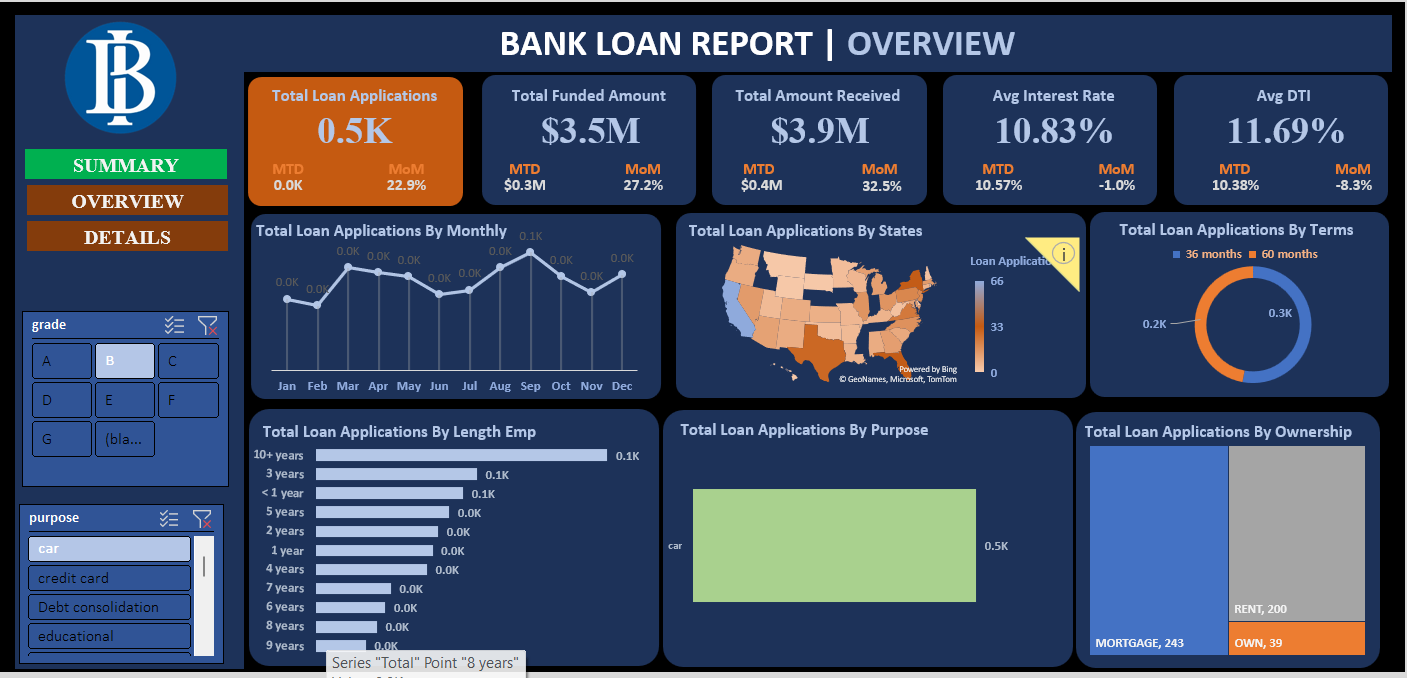 BANK LOAN REPORT | OVERVIEW
SUMMARY
OVERVIEW
DETAILS
grade
A B C
D E F
G (bla...
purpose
car
credit card
Debt consolidation
educational
Total Loan Applications
0.5K
MTD MoM
0.0K 22.9%
Total Funded Amount
$3.5M
MTD MoM
$0.3M 27.2%
Total Amount Received
$3.9M
MTD MoM
$0.4M 32.5%
Avg Interest Rate
10.83%
MTD MoM
10.57% -1.0%
Avg DTI
11.69%
MTD MoM
10.38% -8.3%
Total Loan Applications By Monthly
0.0K 0.0K 0.0K 0.0K 0.0K 0.0K 0.0K 0.0K 0.1K 0.0K 0.0K 0.0K
Jan Feb Mar Apr May Jun Jul Aug Sep Oct Nov Dec
Total Loan Applications By States
Loan Applicatio
i
66
33
0
Powered by Bing
© GeoNames, Microsoft, TomTom
Total Loan Applications By Terms
36 months 60 months
0.3K
0.2K
Total Loan Applications By Length Emp
10+ years 0.1K
3 years 0.1K
< 1 year 0.1K
5 years 0.0K
2 years 0.0K
1 year 0.0K
4 years 0.0K
7 years 0.0K
6 years 0.0K
8 years 0.0K
9 years 0.0K
Series "Total" Point "8 years"
Total Loan Applications By Purpose
car 0.5K
Total Loan Applications By Ownership
MORTGAGE, 243
RENT, 200
OWN, 39